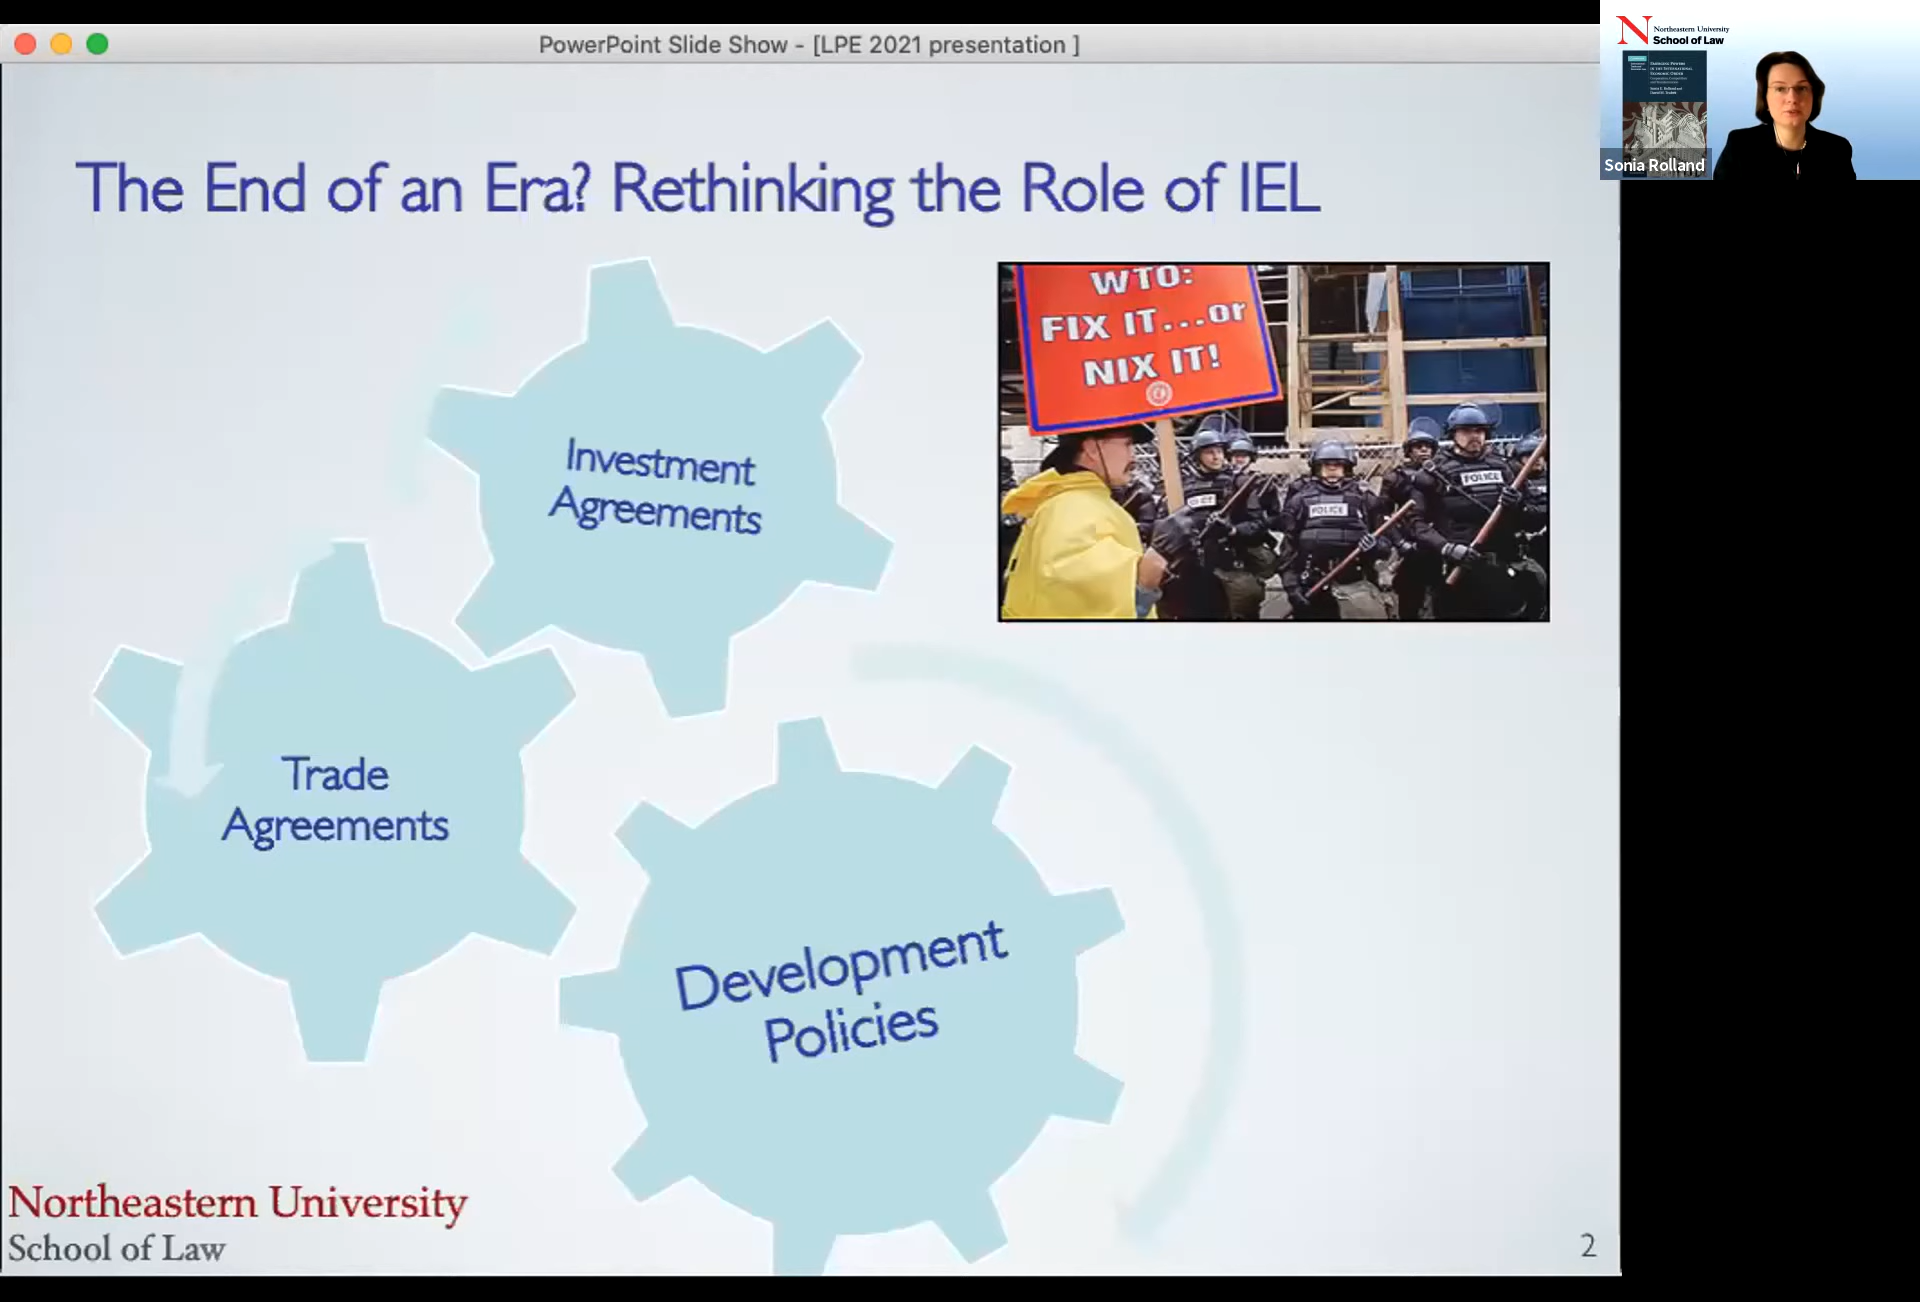 PowerPoint Slide Show - [LPE 2021 presentation ]
Northeastern University
School of Law
Sonia Rolland
The End of an Era? Rethinking the Role of IEL
WTO:
FIX IT...or
NIX IT!
POLICE
POLICE
Investment
Agreements
Trade
Agreements
Development
Policies
Northeastern University
School of Law
2